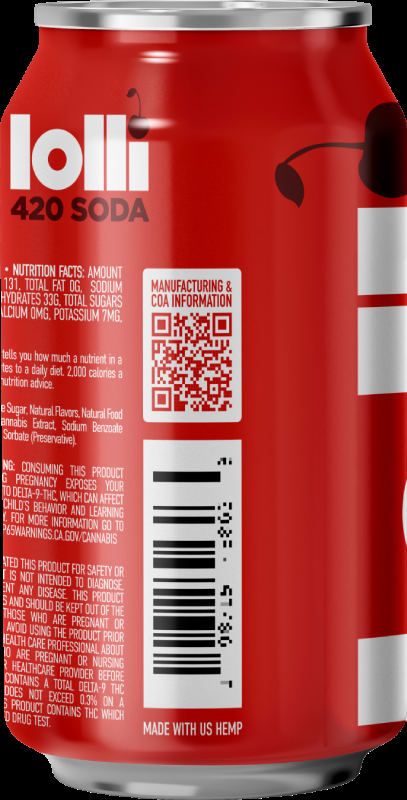 lolli
420 SODA
• NUTRITION FACTS: AMOUNT
131, TOTAL FAT 0G, SODIUM
HYDRATES 33G, TOTAL SUGARS
ALCIUM 0MG, POTASSIUM 7MG,
tells you how much a nutrient in a
tes to a daily diet. 2,000 calories a
nutrition advice.
e Sugar, Natural Flavors, Natural Food
annabis Extract, Sodium Benzoate
Sorbate (Preservative).
NG: CONSUMING THIS PRODUCT
G PREGNANCY EXPOSES YOUR
TO DELTA-9-THC, WHICH CAN AFFECT
CHILD'S BEHAVIOR AND LEARNING
Y. FOR MORE INFORMATION GO TO
P65WARNINGS.CA.GOV/CANNABIS
ATED THIS PRODUCT FOR SAFETY OR
T IS NOT INTENDED TO DIAGNOSE,
ENT ANY DISEASE. THIS PRODUCT
S AND SHOULD BE KEPT OUT OF THE
THOSE WHO ARE PREGNANT OR
AVOID USING THE PRODUCT PRIOR
HEALTH CARE PROFESSIONAL ABOUT
O ARE PREGNANT OR NURSING
R HEALTHCARE PROVIDER BEFORE
CONTAINS A TOTAL DELTA-9 THC
DOES NOT EXCEED 0.3% ON A
S PRODUCT CONTAINS THC WHICH
D DRUG TEST.
MANUFACTURING &
COA INFORMATION
MADE WITH US HEMP